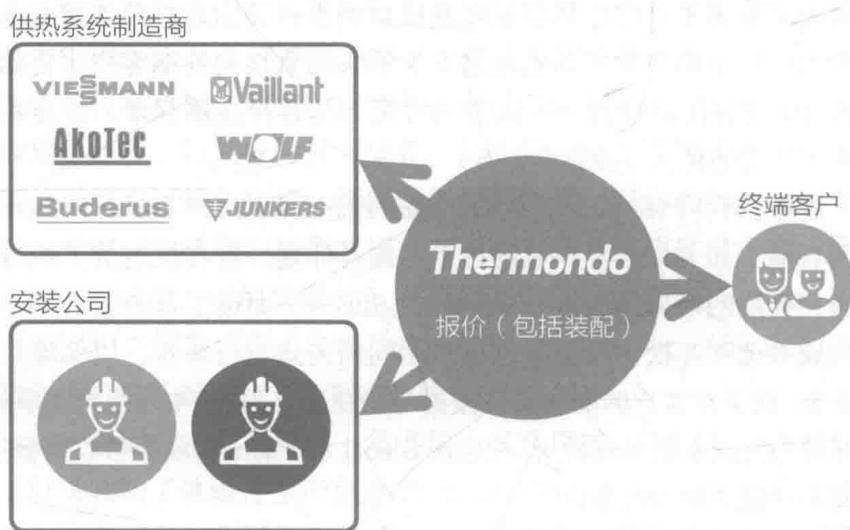 供热系统制造商
VIESSMANN
Vaillant
AkoTec
WOLF
Buderus
JUNKERS
Thermondo
报价（包括装配）
终端客户
安装公司